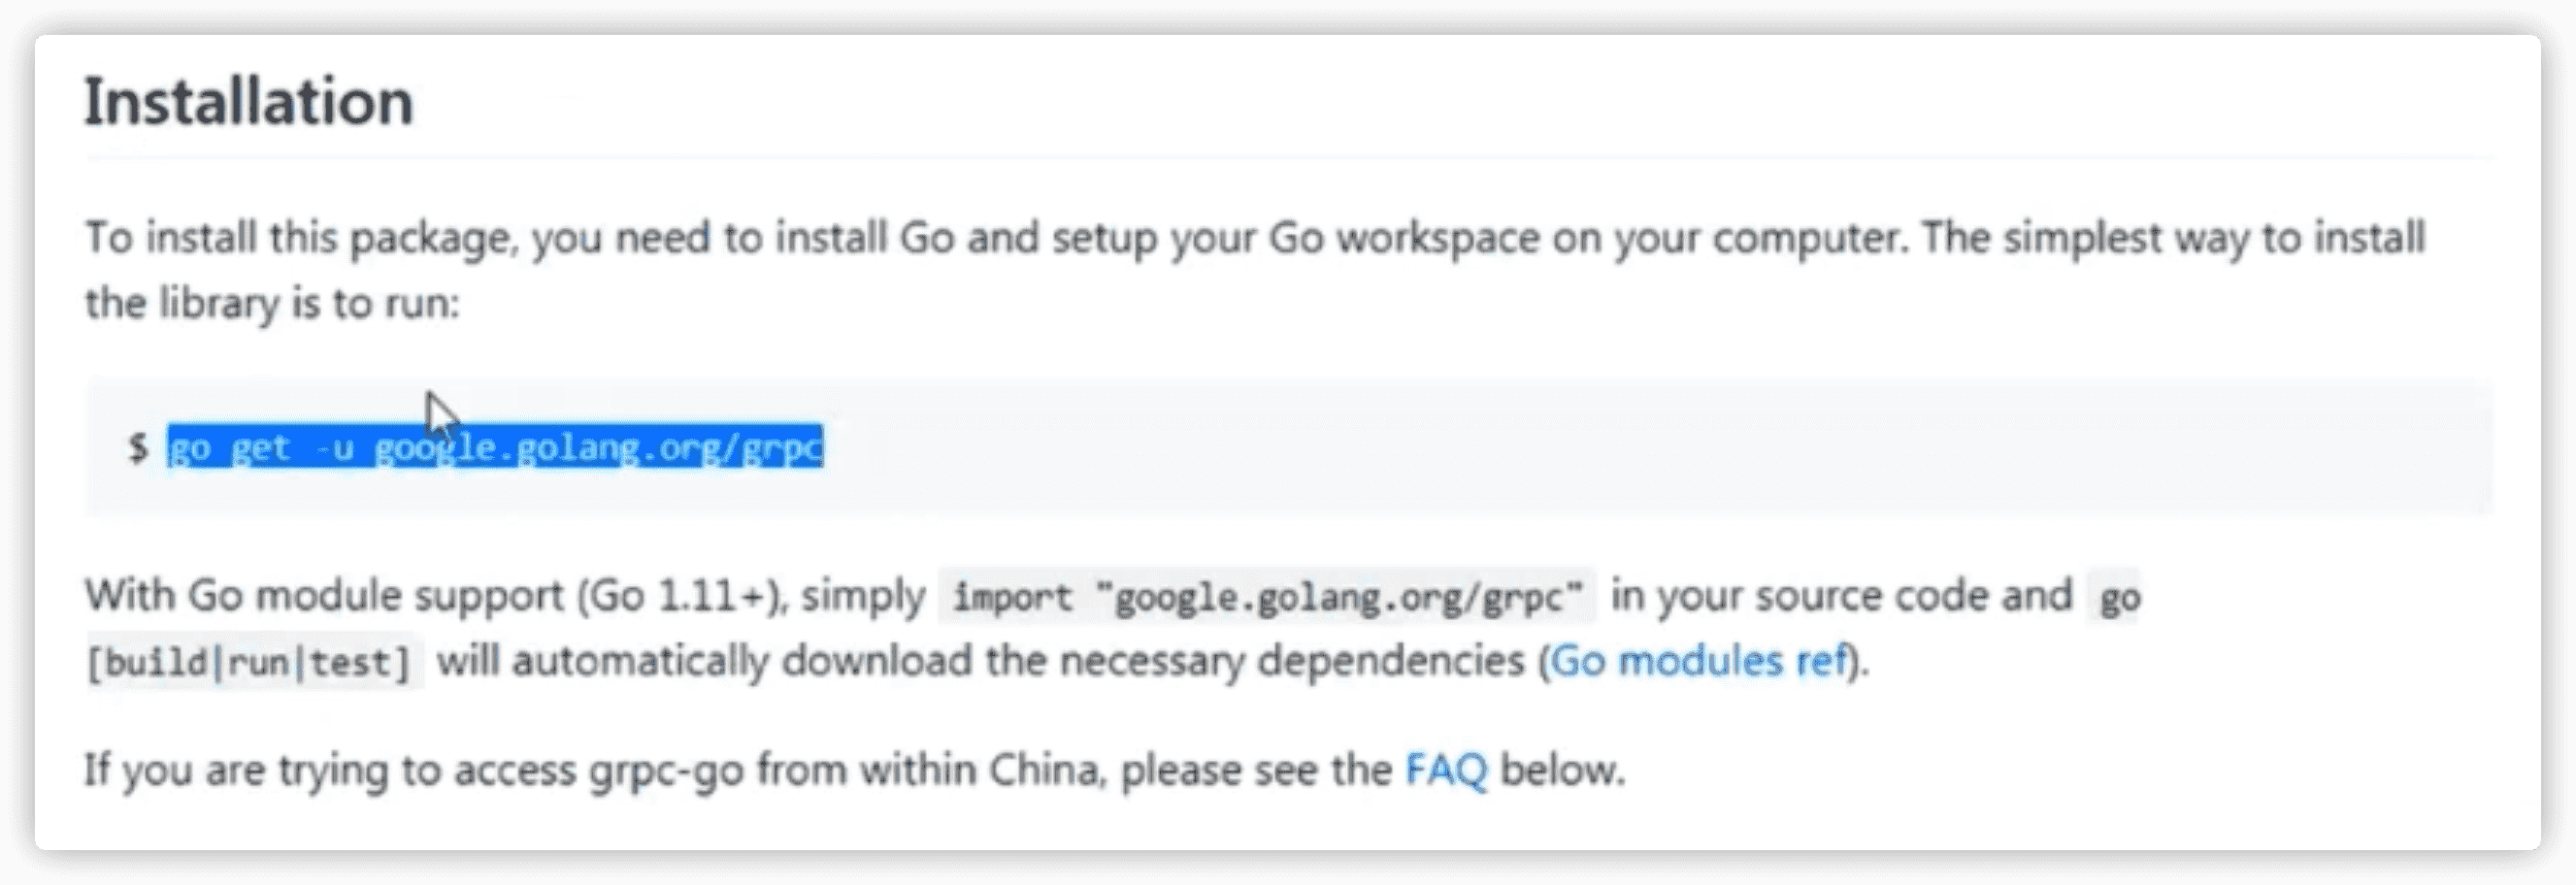 Installation
To install this package, you need to install Go and setup your Go workspace on your computer. The simplest way to install
the library is to run:
$ go get -u google.golang.org/grpc
With Go module support (Go 1.11+), simply import "google.golang.org/grpc" in your source code and go
[build|run|test] will automatically download the necessary dependencies (Go modules ref).
If you are trying to access grpc-go from within China, please see the FAQ below.